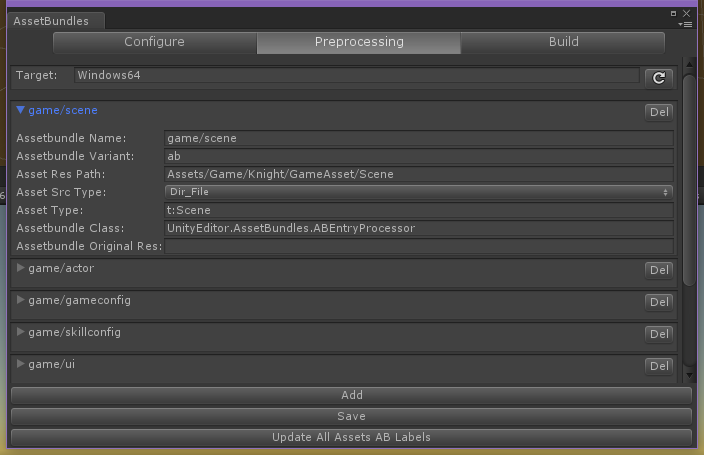 AssetBundles
Configure Preprocessing Build
Target: Windows64
game/scene Del
Assetbundle Name: game/scene
Assetbundle Variant: ab
Asset Res Path: Assets/Game/Knight/GameAsset/Scene
Asset Src Type: Dir_File
Asset Type: t:Scene
Assetbundle Class: UnityEditor.AssetBundles.ABEntryProcessor
Assetbundle Original Res:
game/actor Del
game/gameconfig Del
game/skillconfig Del
game/ui Del
Add
Save
Update All Assets AB Labels